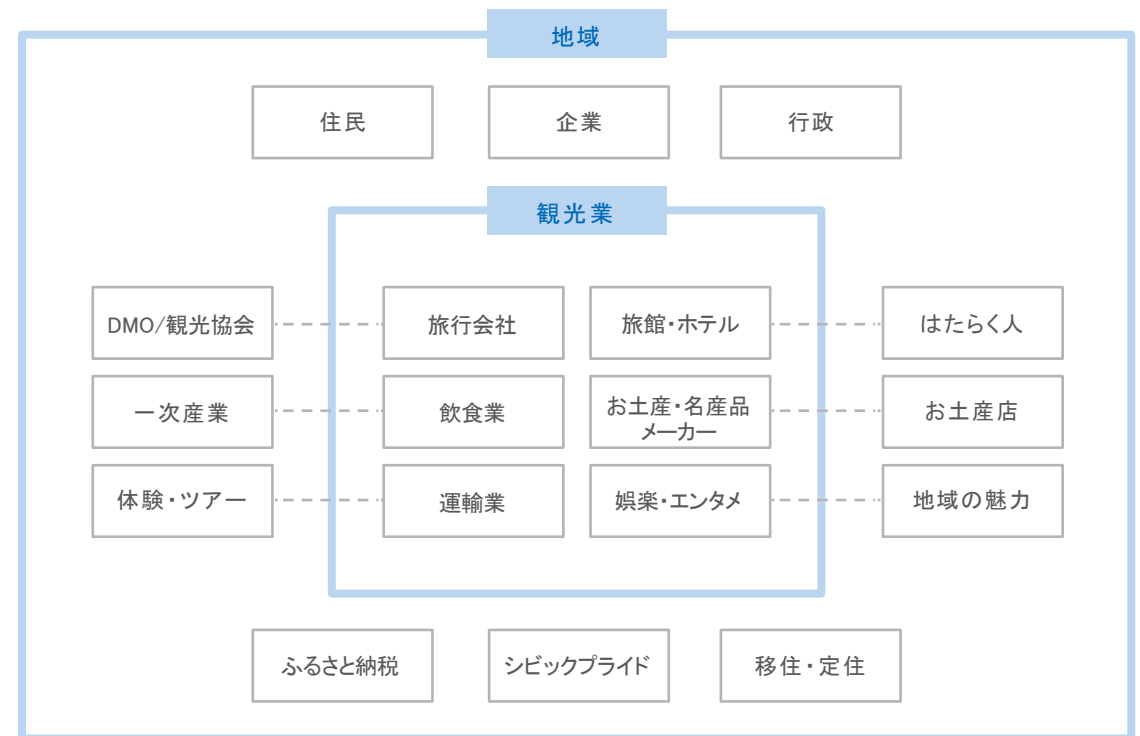 地域
住民
企業
行政
観光業
DMO/観光協会
旅行会社
旅館・ホテル
はたらく人
一次産業
飲食業
お土産・名産品
メーカー
お土産店
体験・ツアー
運輸業
娯楽・エンタメ
地域の魅力
ふるさと納税
シビックプライド
移住・定住